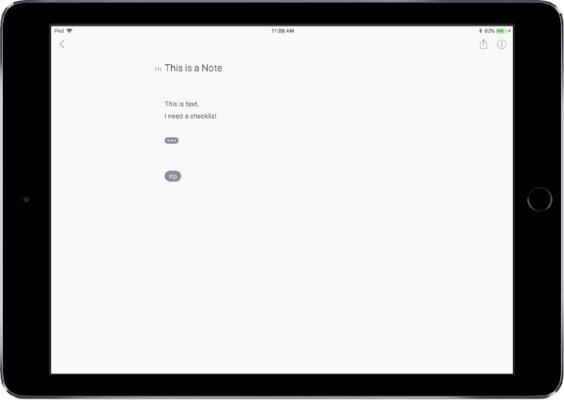 iPad
11:28 AM
82%
H1 This is a Note
This is text.
I need a checklist